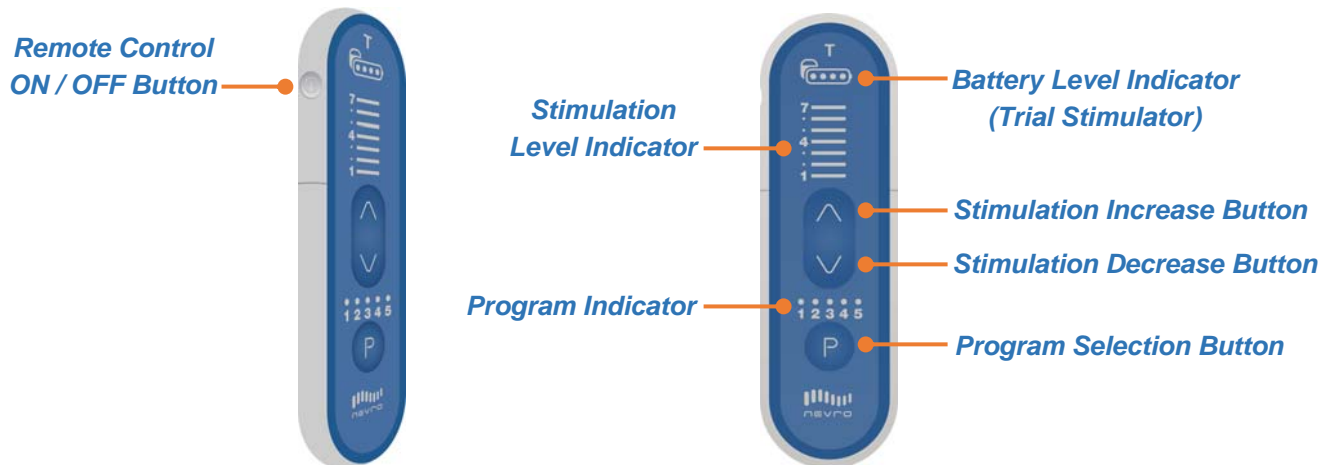 Remote Control
ON / OFF Button
T
7
4
1
1 2 3 4 5
P
nevro
Stimulation
Level Indicator
Program Indicator
T
7
4
1
1 2 3 4 5
P
nevro
Battery Level Indicator
(Trial Stimulator)
Stimulation Increase Button
Stimulation Decrease Button
Program Selection Button